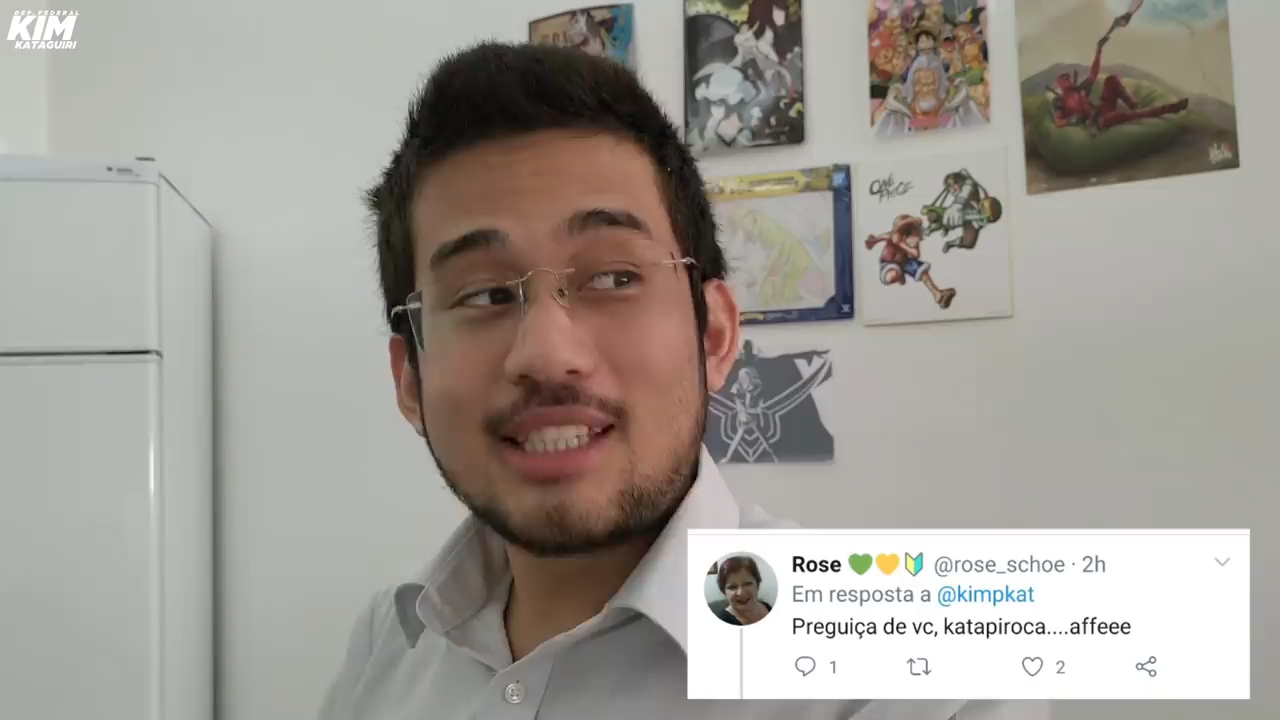 DEP. FEDERAL
KIM
KATAGUIRI
ONE
PIECE
Rose 💚💛🔰 @rose_schoe · 2h
Em resposta a @kimpkat
Preguiça de vc, katapiroca....affeee
1
2